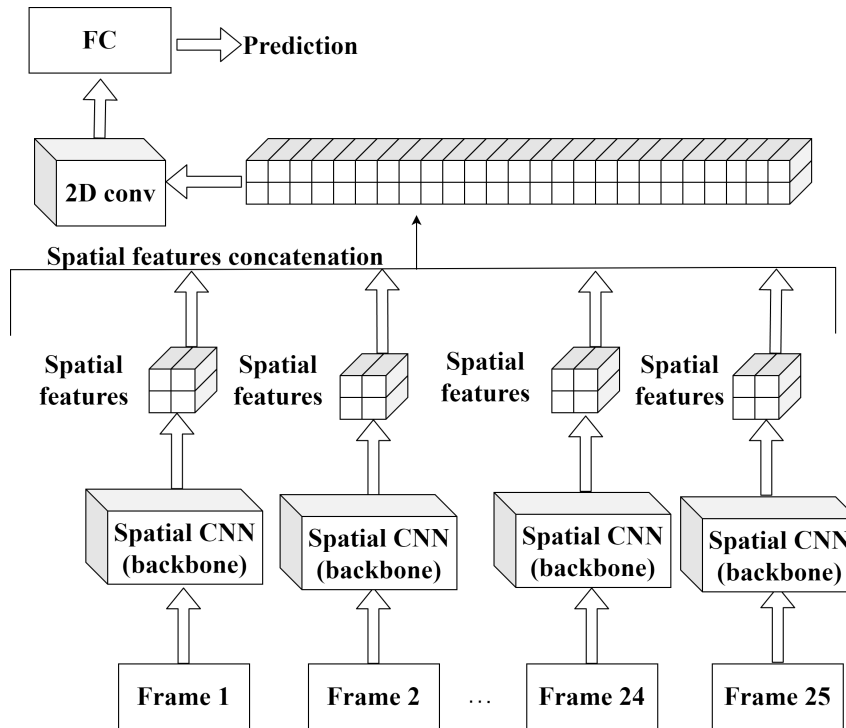 FC
Prediction
2D conv
Spatial features concatenation
Spatial
features
Spatial
features
Spatial
features
Spatial
features
Spatial CNN
(backbone)
Spatial CNN
(backbone)
Spatial CNN
(backbone)
Spatial CNN
(backbone)
Frame 1
Frame 2
...
Frame 24
Frame 25